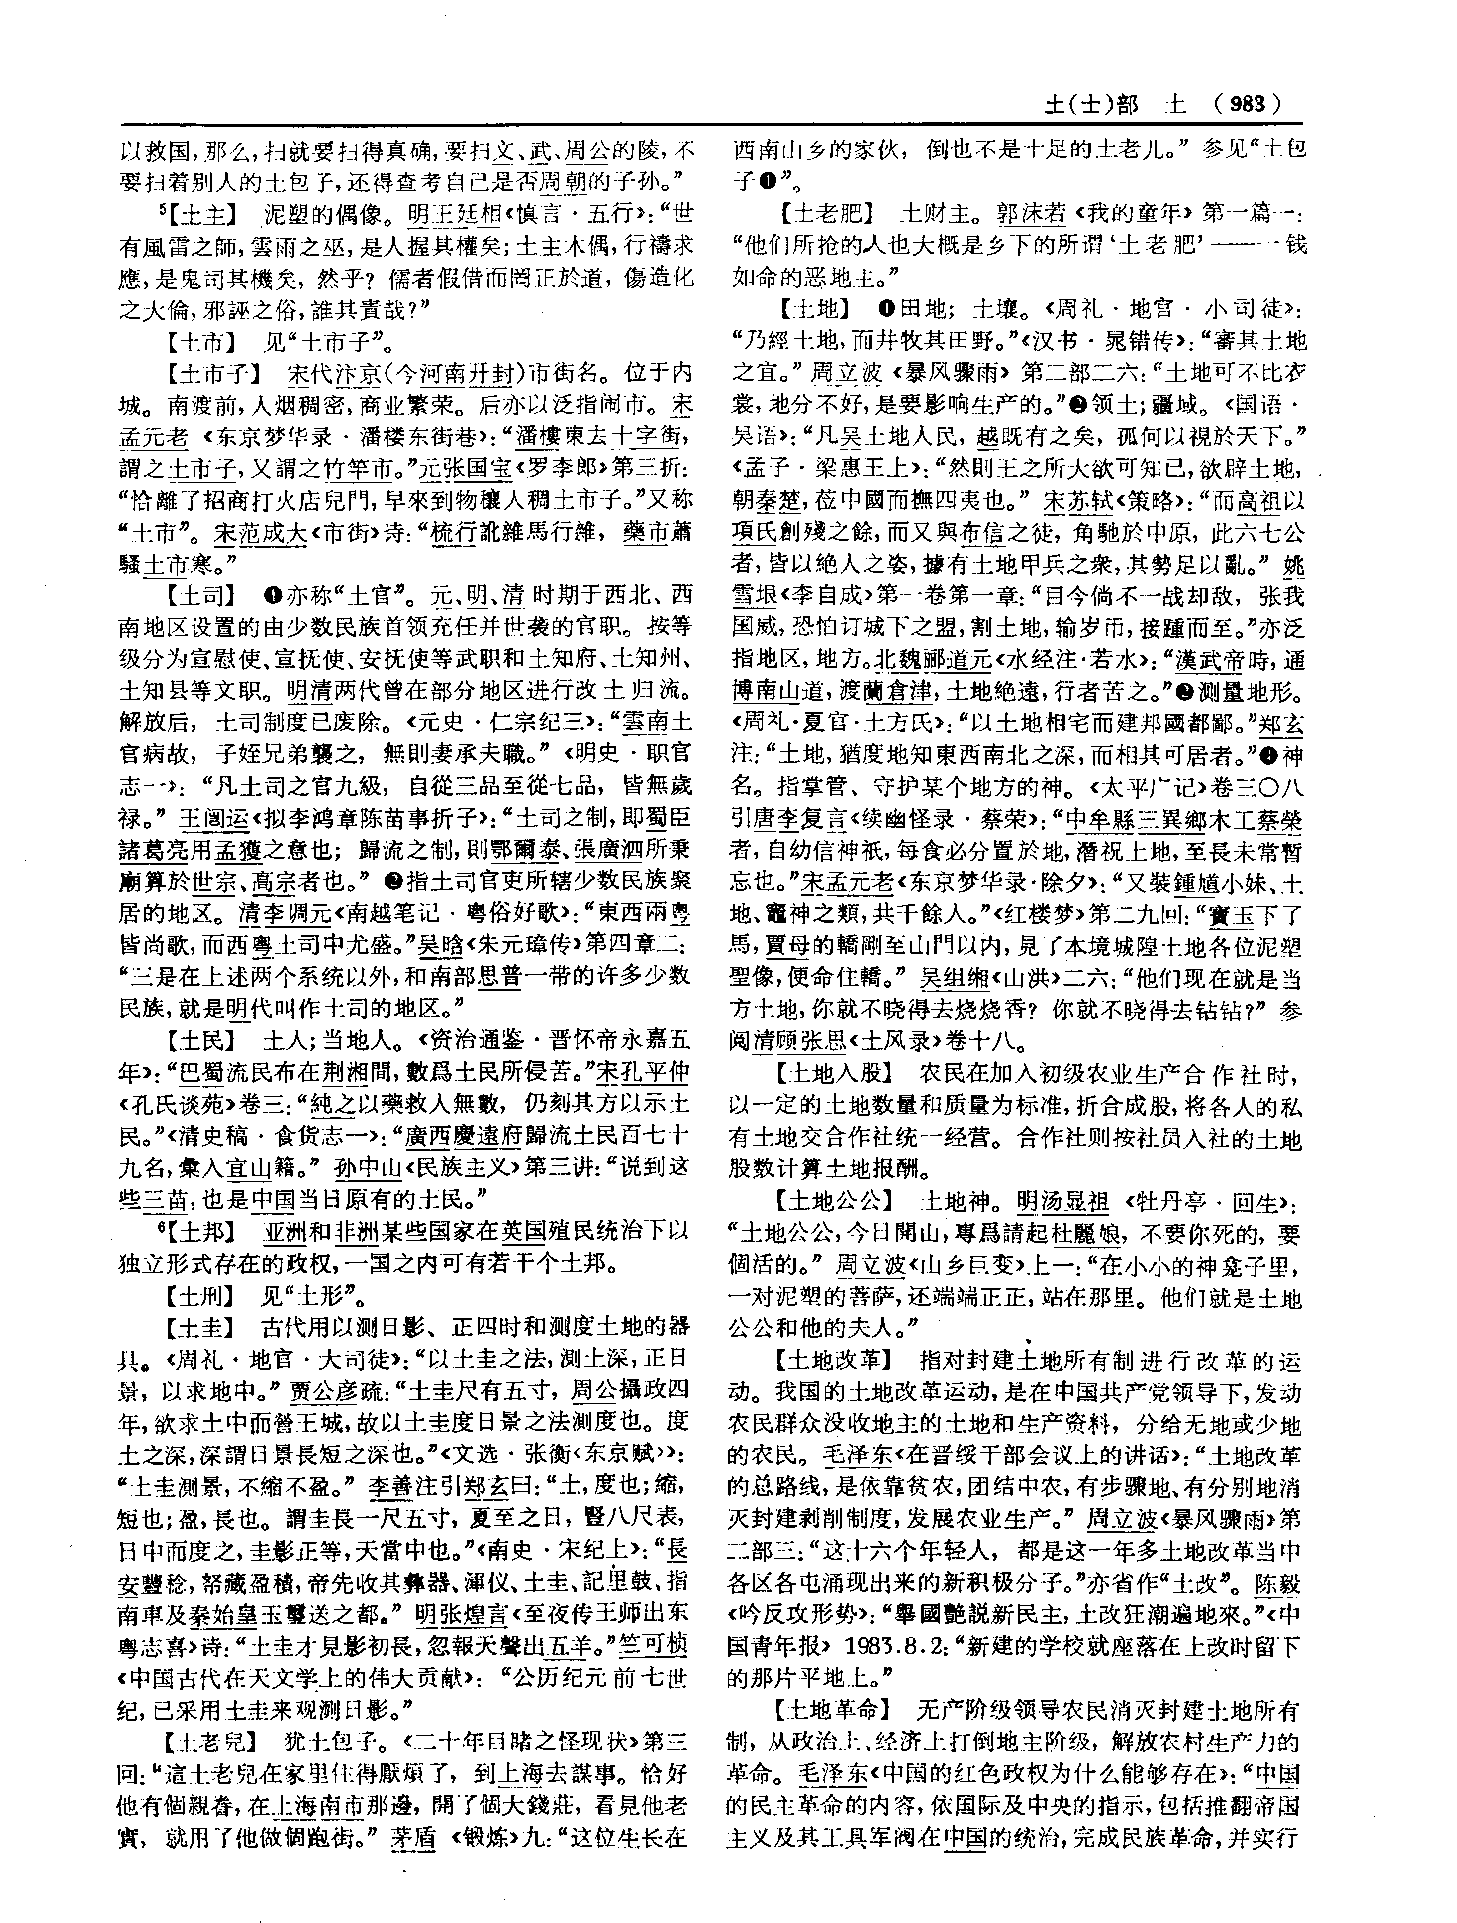 土(士)部　土　(983)
以救国,那么,扫就要扫得真确,要扫文、武、周公的陵,不
要扫着别人的土包子,还得查考自己是否周朝的子孙。”
⁵【土主】　泥塑的偶像。明王廷相《慎言·五行》:“世
有風雷之師,雲雨之巫,是人握其權矣;土主木偶,行禱求
應,是鬼司其機矣,然乎?儒者假借而罔正於道,傷造化
之大倫,邪誣之俗,誰其責哉?”
【土市】　见“土市子”。
【土市子】　宋代汴京(今河南开封)市街名。位于内
城。南渡前,人烟稠密,商业繁荣。后亦以泛指闹市。宋
孟元老《东京梦华录·潘楼东街巷》:“潘樓東去十字街,
謂之土市子,又謂之竹竿市。”元张国宝《罗李郎》第三折:
“恰離了招商打火店兒門,早來到物穰人稠土市子。”又称
“土市”。宋范成大《市街》诗:“梳行訛雜馬行維,藥市蕭
騷土市寒。”
【土司】　❶亦称“土官”。元、明、清时期于西北、西
南地区设置的由少数民族首领充任并世袭的官职。按等
级分为宣慰使、宣抚使、安抚使等武职和土知府、土知州、
土知县等文职。明清两代曾在部分地区进行改土归流。
解放后,土司制度已废除。《元史·仁宗纪三》:“雲南土
官病故,子姪兄弟襲之,無則妻承夫職。”《明史·职官
志一》:“凡土司之官九級,自從三品至從七品,皆無歲
禄。”王闿运《拟李鸿章陈苗事折子》:“土司之制,即蜀臣
諸葛亮用孟獲之意也;歸流之制,則鄂爾泰、張廣泗所秉
廟算於世宗、高宗者也。”❷指土司官吏所辖少数民族聚
居的地区。清李调元《南越笔记·粤俗好歌》:“東西兩粤
皆尚歌,而西粤土司中尤盛。”吴晗《朱元璋传》第四章二:
“三是在上述两个系统以外,和南部思普一带的许多少数
民族,就是明代叫作土司的地区。”
【土民】　土人;当地人。《资治通鉴·晋怀帝永嘉五
年》:“巴蜀流民布在荆湘間,數爲土民所侵苦。”宋孔平仲
《孔氏谈苑》卷三:“純之以藥救人無數,仍刻其方以示土
民。”《清史稿·食货志一》:“廣西慶遠府歸流土民百七十
九名,彙入宜山籍。”孙中山《民族主义》第三讲:“说到这
些三苗,也是中国当日原有的土民。”
⁶【土邦】　亚洲和非洲某些国家在英国殖民统治下以
独立形式存在的政权,一国之内可有若干个土邦。
【土刑】　见“土形”。
【土圭】　古代用以测日影、正四时和测度土地的器
具。《周礼·地官·大司徒》:“以土圭之法,測土深,正日
景,以求地中。”贾公彦疏:“土圭尺有五寸,周公攝政四
年,欲求土中而營王城,故以土圭度日景之法測度也。度
土之深,深謂日景長短之深也。”《文选·张衡〈东京赋〉》:
“土圭測景,不縮不盈。”李善注引郑玄曰:“土,度也;縮,
短也;盈,長也。謂圭長一尺五寸,夏至之日,豎八尺表,
日中而度之,圭影正等,天當中也。”《南史·宋纪上》:“長
安豐稔,帑藏盈積,帝先收其彝器、渾仪、土圭、記里鼓、指
南車及秦始皇玉璽送之都。”明张煌言《至夜传王师出东
粤志喜》诗:“土圭才見影初長,忽報天聲出五羊。”竺可桢
《中国古代在天文学上的伟大贡献》:“公历纪元前七世
纪,已采用土圭来观测日影。”
【土老兒】　犹土包子。《二十年目睹之怪现状》第三
回:“這土老兒在家里住得厭煩了,到上海去謀事。恰好
他有個親眷,在上海南市那邊,開了個大錢莊,看見他老
實,就用了他做個跑街。”茅盾《锻炼》九:“这位生长在
西南山乡的家伙,倒也不是十足的土老儿。”参见“土包
子❶”。
【土老肥】　土财主。郭沫若《我的童年》第一篇一:
“他们所抢的人也大概是乡下的所谓‘土老肥’——一钱
如命的恶地主。”
【土地】　❶田地;土壤。《周礼·地官·小司徒》:
“乃經土地,而井牧其田野。”《汉书·晁错传》:“審其土地
之宜。”周立波《暴风骤雨》第二部二六:“土地可不比衣
裳,地分不好,是要影响生产的。”❷领土;疆域。《国语·
吴语》:“凡吴土地人民,越既有之矣,孤何以視於天下。”
《孟子·梁惠王上》:“然則王之所大欲可知已,欲辟土地,
朝秦楚,莅中國而撫四夷也。”宋苏轼《策略》:“而高祖以
項氏創殘之餘,而又與布信之徒,角馳於中原,此六七公
者,皆以絶人之姿,據有土地甲兵之衆,其勢足以亂。”姚
雪垠《李自成》第一卷第一章:“目今倘不一战却敌,张我
国威,恐怕订城下之盟,割土地,输岁币,接踵而至。”亦泛
指地区,地方。北魏郦道元《水经注·若水》:“漢武帝時,通
博南山道,渡蘭倉津,土地絶遠,行者苦之。”❸测量地形。
《周礼·夏官·土方氏》:“以土地相宅而建邦國都鄙。”郑玄
注:“土地,猶度地知東西南北之深,而相其可居者。”❹神
名。指掌管、守护某个地方的神。《太平广记》卷三〇八
引唐李复言《续幽怪录·蔡荣》:“中牟縣三異鄉木工蔡榮
者,自幼信神祇,每食必分置於地,潛祝土地,至長未常暫
忘也。”宋孟元老《东京梦华录·除夕》:“又裝鍾馗小妹、土
地、竈神之類,共千餘人。”《红楼梦》第二九回:“寶玉下了
馬,賈母的轎剛至山門以内,見了本境城隍土地各位泥塑
聖像,便命住轎。”吴组缃《山洪》二六:“他们现在就是当
方土地,你就不晓得去烧烧香?你就不晓得去钻钻?”参
阅清顾张思《土风录》卷十八。
【土地入股】　农民在加入初级农业生产合作社时,
以一定的土地数量和质量为标准,折合成股,将各人的私
有土地交合作社统一经营。合作社则按社员入社的土地
股数计算土地报酬。
【土地公公】　土地神。明汤显祖《牡丹亭·回生》:
“土地公公,今日開山,專爲請起杜麗娘,不要你死的,要
個活的。”周立波《山乡巨变》上一:“在小小的神龛子里,
一对泥塑的菩萨,还端端正正,站在那里。他们就是土地
公公和他的夫人。”
【土地改革】　指对封建土地所有制进行改革的运
动。我国的土地改革运动,是在中国共产党领导下,发动
农民群众没收地主的土地和生产资料,分给无地或少地
的农民。毛泽东《在晋绥干部会议上的讲话》:“土地改革
的总路线,是依靠贫农,团结中农,有步骤地、有分别地消
灭封建剥削制度,发展农业生产。”周立波《暴风骤雨》第
二部三:“这十六个年轻人,都是这一年多土地改革当中
各区各屯涌现出来的新积极分子。”亦省作“土改”。陈毅
《吟反攻形势》:“舉國艷説新民主,土改狂潮遍地來。”《中
国青年报》1983.8.2:“新建的学校就座落在土改时留下
的那片平地上。”
【土地革命】　无产阶级领导农民消灭封建土地所有
制,从政治上、经济上打倒地主阶级,解放农村生产力的
革命。毛泽东《中国的红色政权为什么能够存在》:“中国
的民主革命的内容,依国际及中央的指示,包括推翻帝国
主义及其工具军阀在中国的统治,完成民族革命,并实行